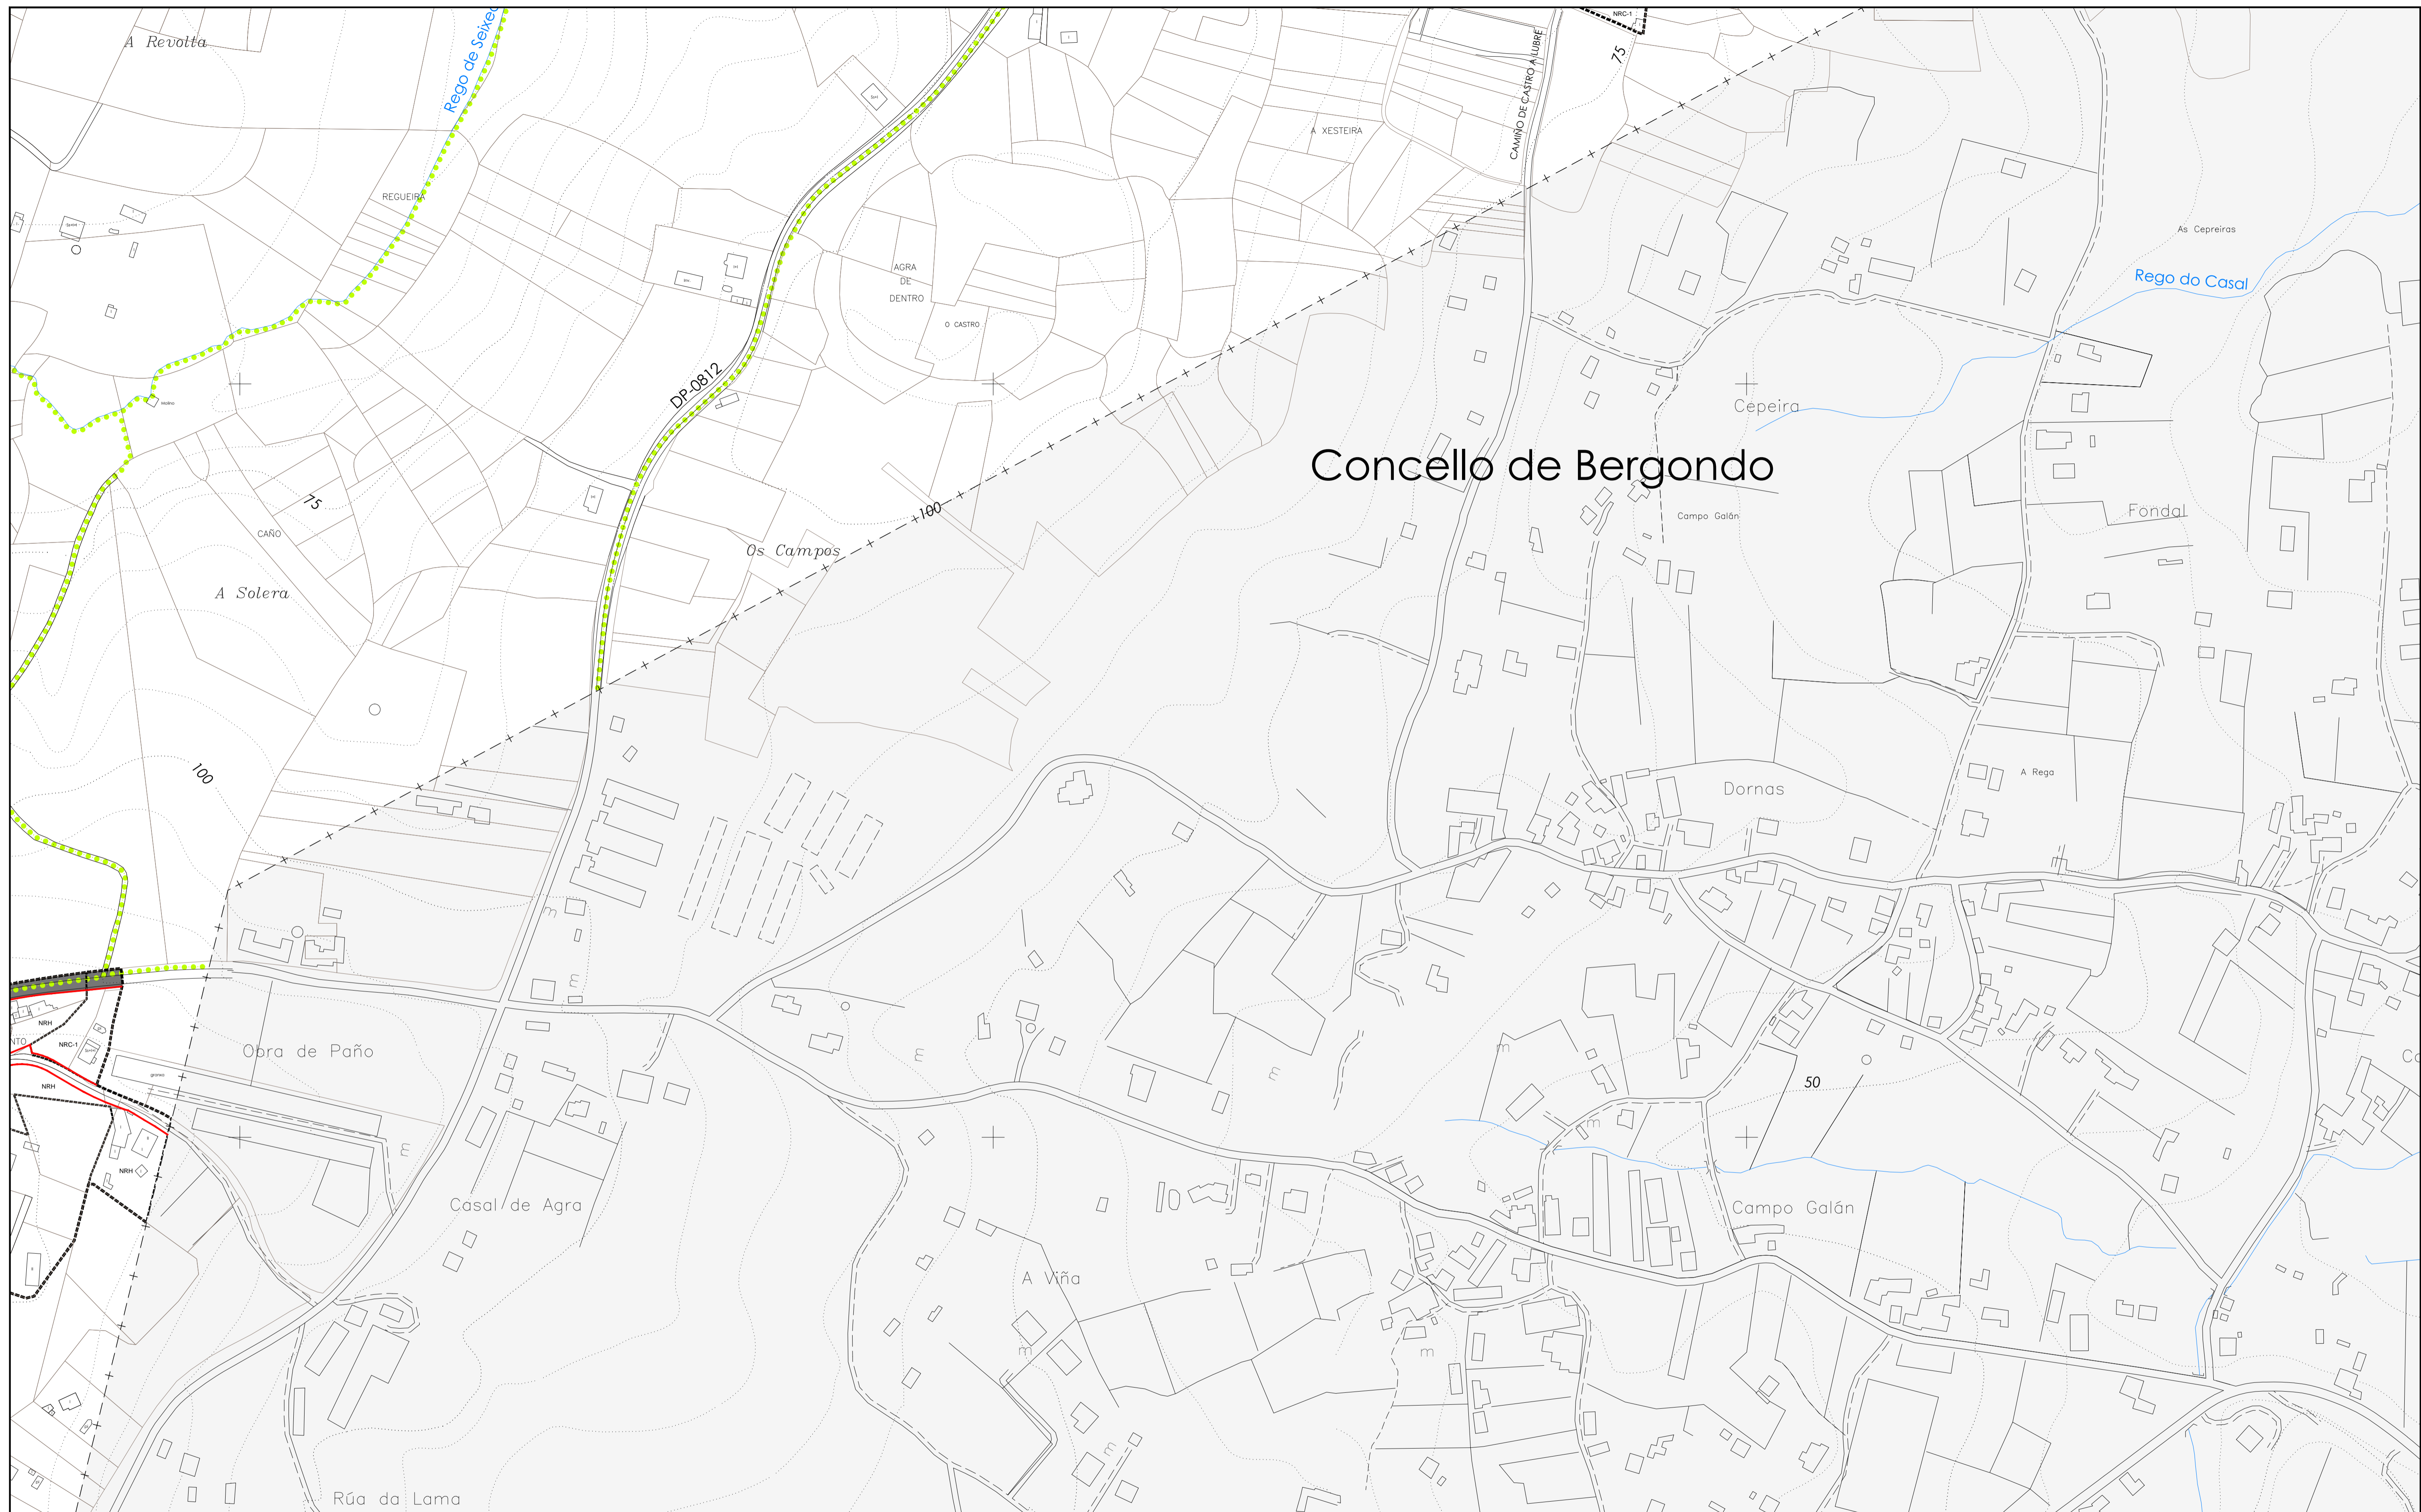 A Revolta
Rego de Seixed
NRC-1
75
CAMIÑO DE CASTRO A LUBRE
A XESTEIRA
REGUEIRA
As Cepreiras
Rego do Casal
AGRA
DE
DENTRO
O CASTRO
DP-0812
Molino
Cepeira
Concello de Bergondo
75
CAÑO
+100
Campo Galán
Fondal
Os Campos
A Solera
100
A Rega
Dornas
m
m
NRH
NTO
NRC-1
Obra de Paño
granxa
NRH
m
m
m
50
m
m
NRH
Casal de Agra
Campo Galán
A Viña
m
m
m
Rúa da Lama